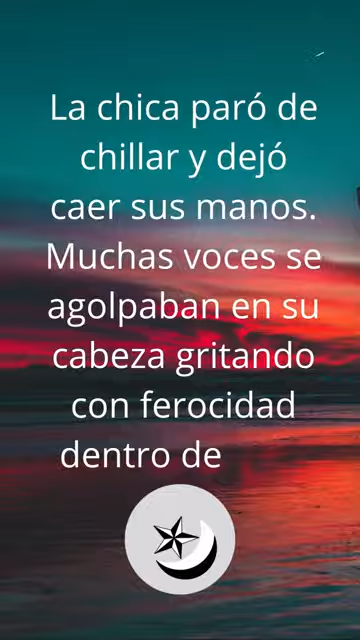 La chica paró de
chillar y dejó
caer sus manos.
Muchas voces se
agolpaban en su
cabeza gritando
con ferocidad
dentro de